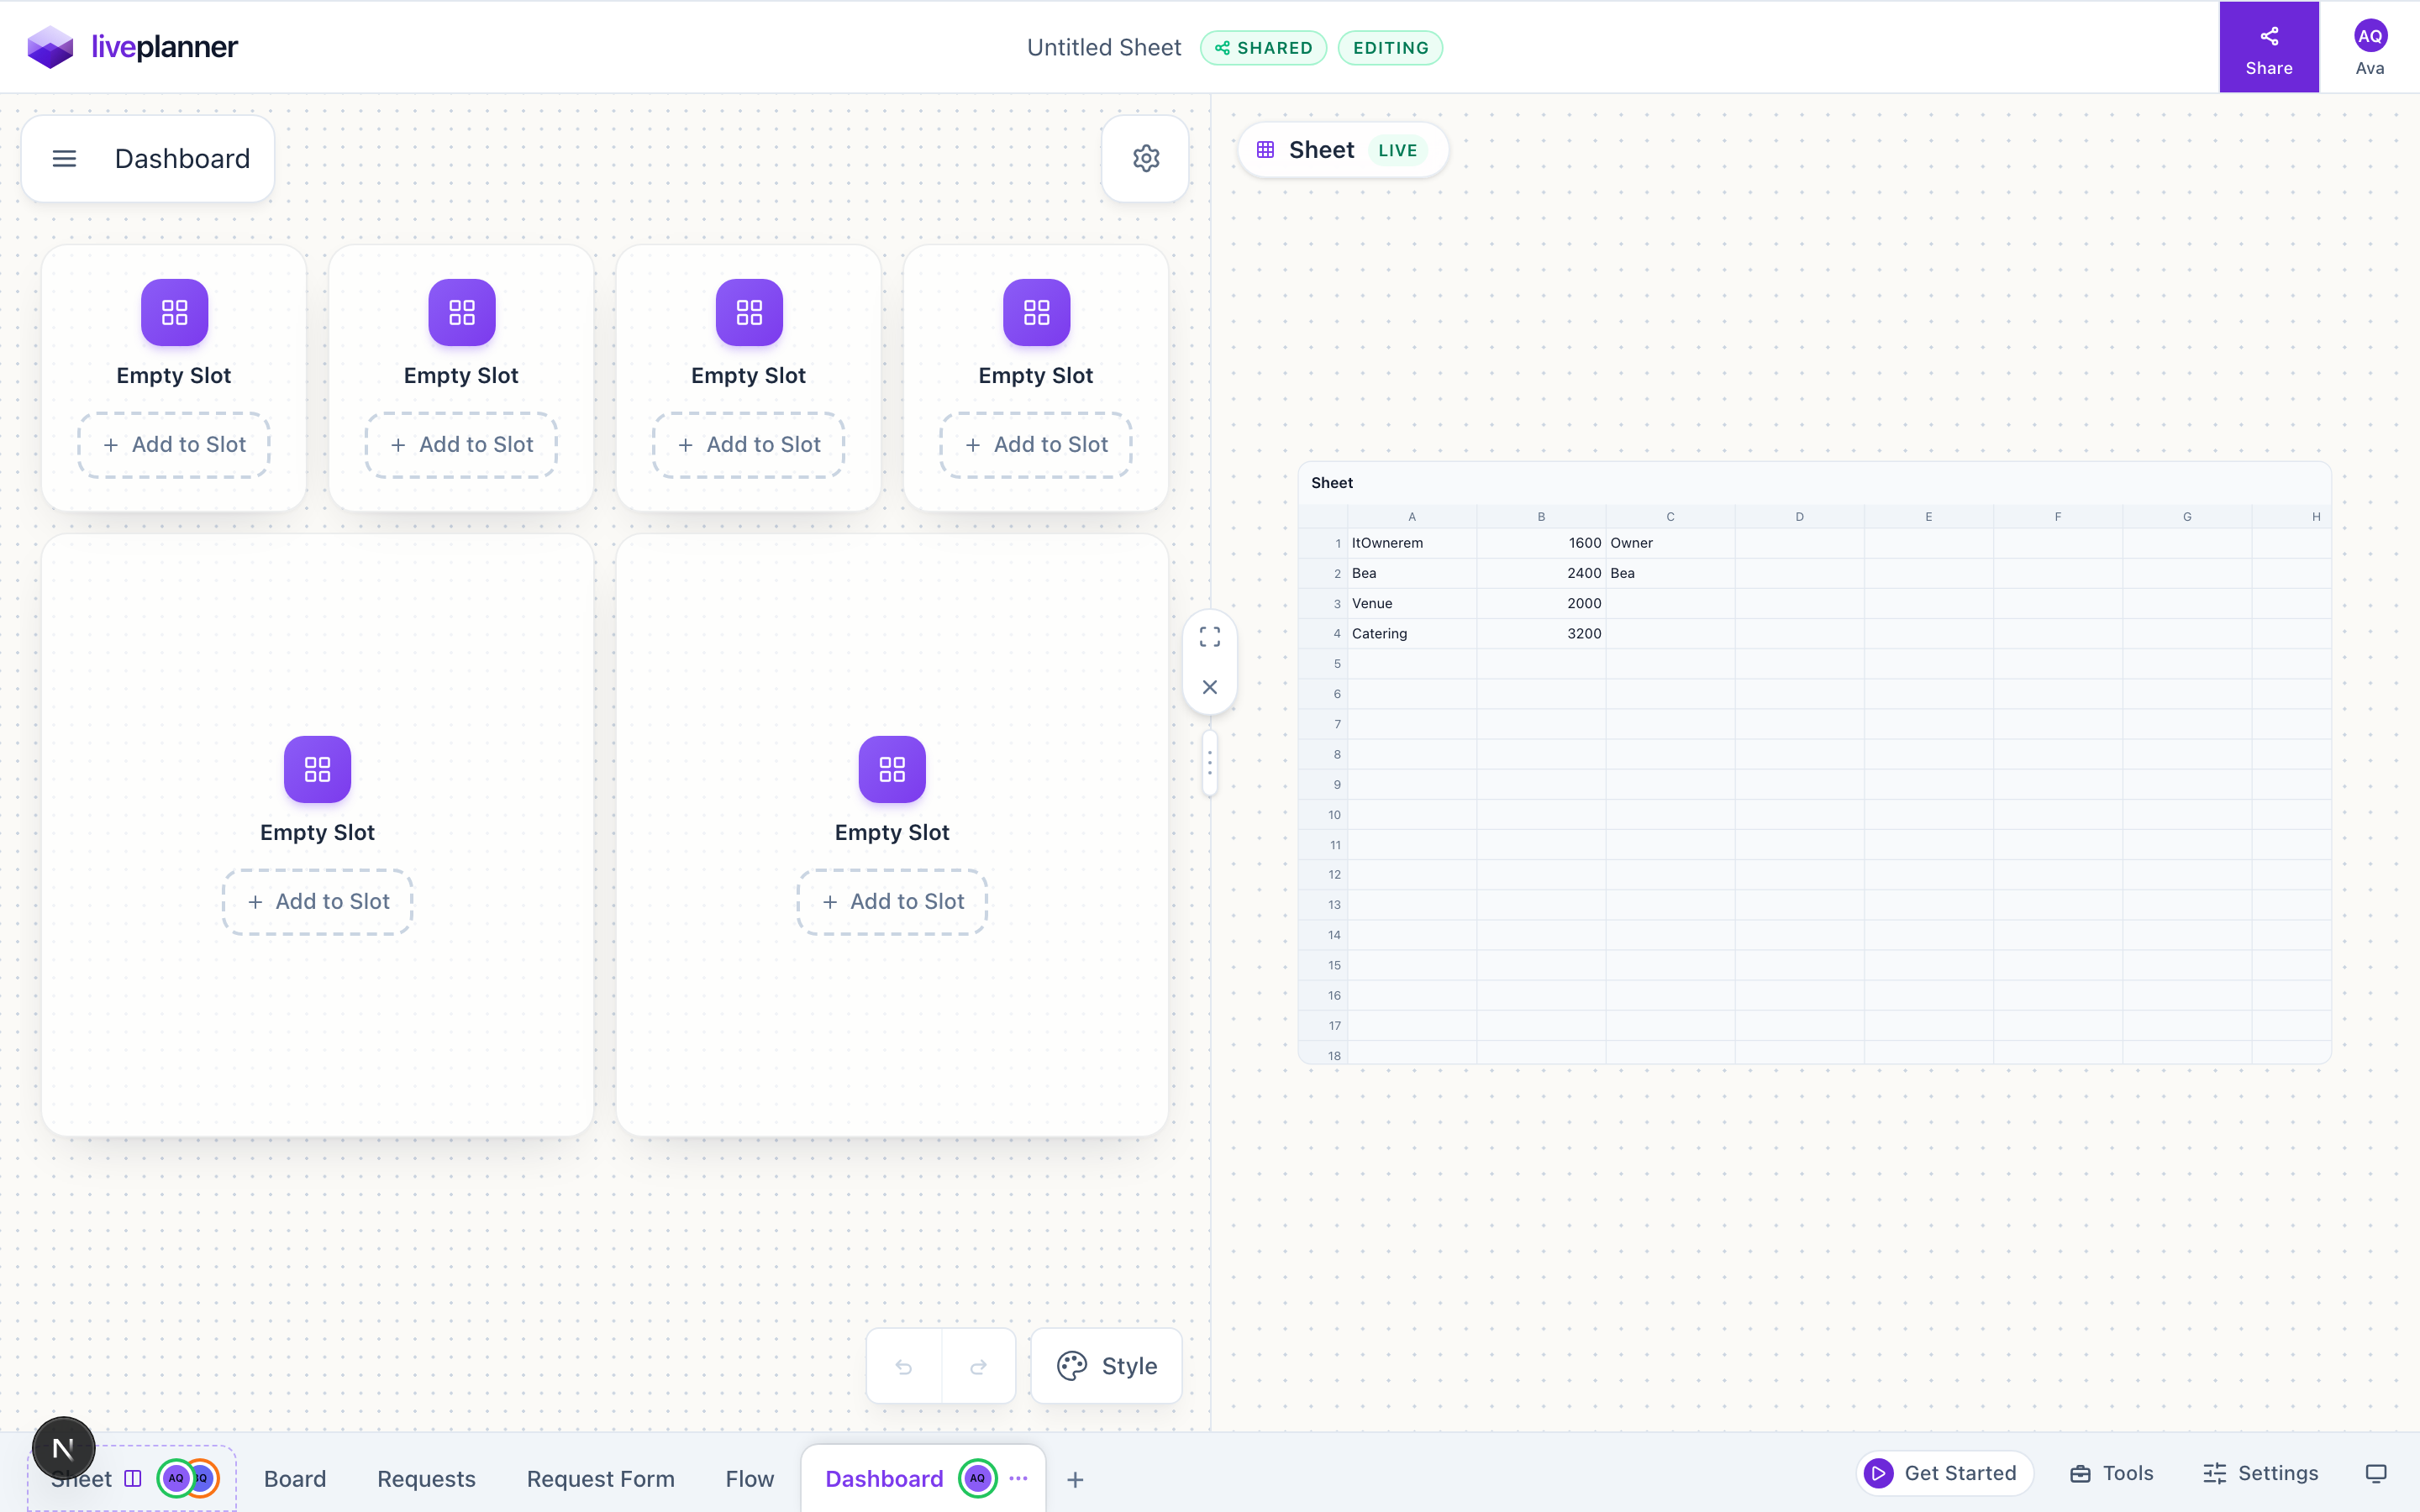 liveplanner
Untitled Sheet SHARED EDITING
Share
AQ
Ava
Dashboard
Sheet LIVE
Empty Slot Empty Slot Empty Slot Empty Slot
+ Add to Slot + Add to Slot + Add to Slot + Add to Slot
Empty Slot Empty Slot
+ Add to Slot + Add to Slot
Style
Sheet
A B C D E F G H
1 ItOwnerem 1600 Owner
2 Bea 2400 Bea
3 Venue 2000
4 Catering 3200
5
6
7
8
9
10
11
12
13
14
15
16
17
18
N
Sheet AQ Board Requests Request Form Flow Dashboard AQ ... +
Get Started Tools Settings